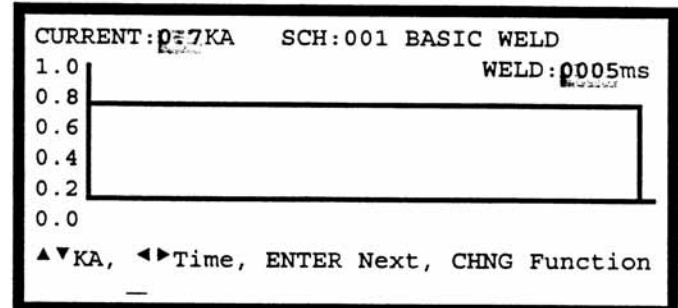 CURRENT:0.7KA SCH:001 BASIC WELD
1.0 WELD:0005ms
0.8
0.6
0.4
0.2
0.0
▲▼KA, ◄►Time, ENTER Next, CHNG Function